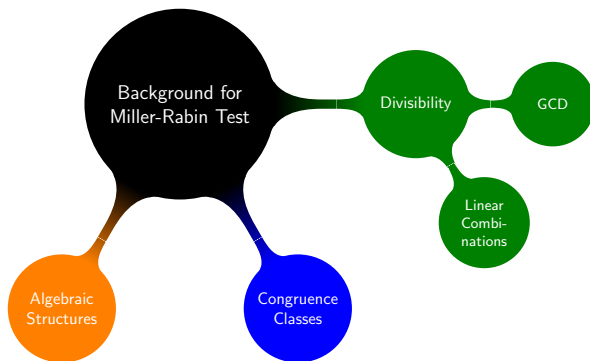 Background for
Miller-Rabin Test
Divisibility
GCD
Linear
Combi-
nations
Algebraic
Structures
Congruence
Classes